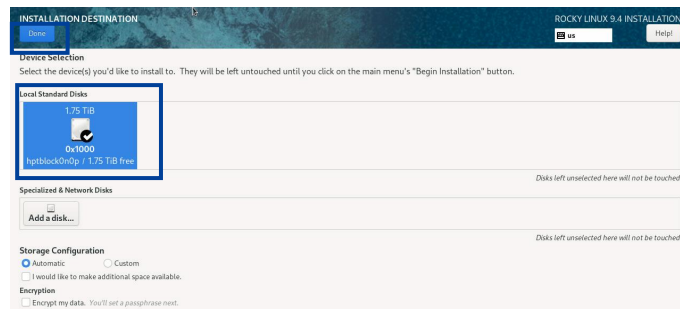 INSTALLATION DESTINATION
ROCKY LINUX 9.4 INSTALLATION
Done
us
Help!
Device Selection
Select the device(s) you'd like to install to. They will be left untouched until you click on the main menu's "Begin Installation" button.
Local Standard Disks
1.75 TiB
0x1000
hptblock0n0p / 1.75 TiB free
Disks left unselected here will not be touched
Specialized & Network Disks
Add a disk...
Disks left unselected here will not be touched
Storage Configuration
Automatic Custom
I would like to make additional space available.
Encryption
Encrypt my data. You'll set a passphrase next.